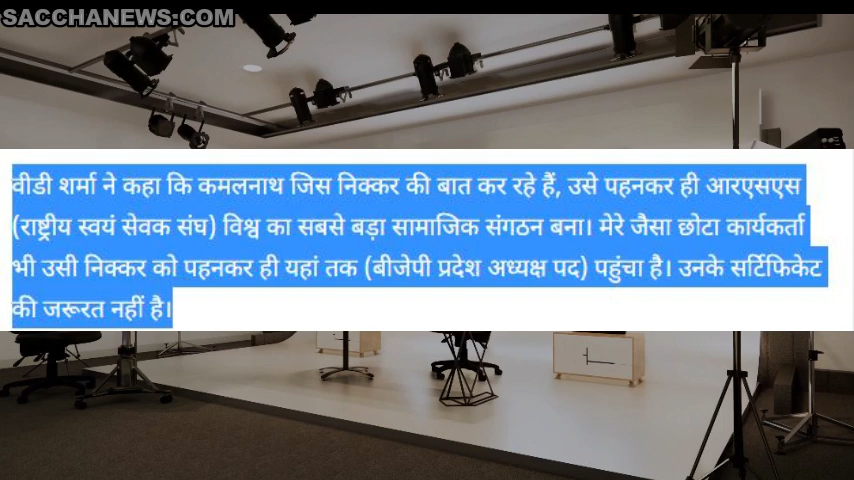 SACCHANEWS.COM
वीडी शर्मा ने कहा कि कमलनाथ जिस निक्कर की बात कर रहे हैं, उसे पहनकर ही आरएसएस
(राष्ट्रीय स्वयं सेवक संघ) विश्व का सबसे बड़ा सामाजिक संगठन बना। मेरे जैसा छोटा कार्यकर्ता
भी उसी निक्कर को पहनकर ही यहां तक (बीजेपी प्रदेश अध्यक्ष पद) पहुंचा है। उनके सर्टिफिकेट
की जरूरत नहीं है।